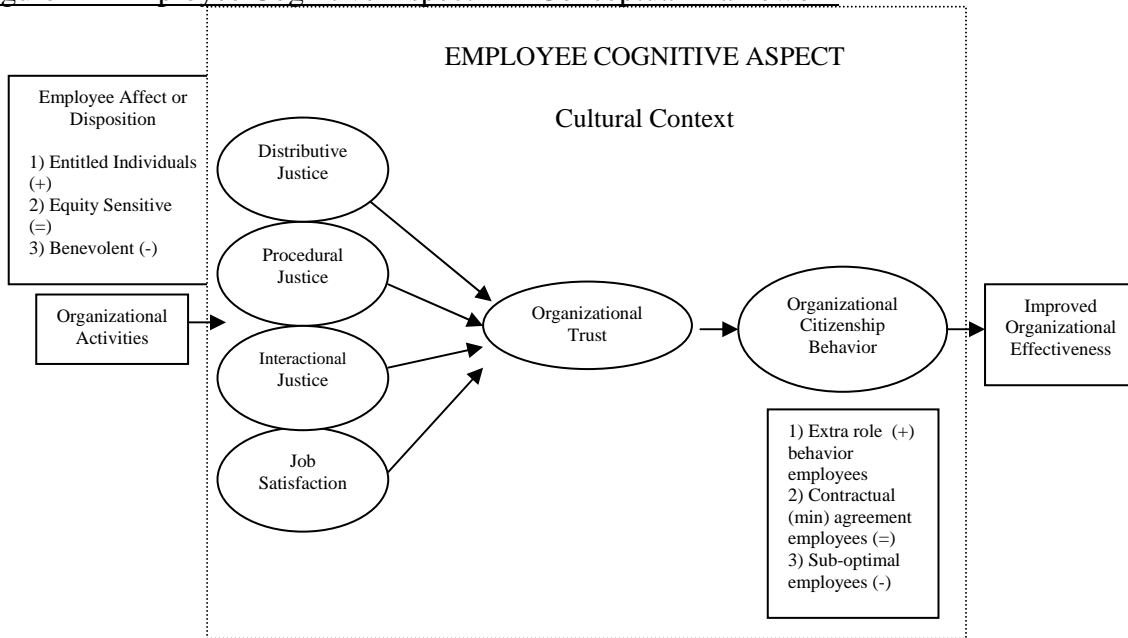 EMPLOYEE COGNITIVE ASPECT
Cultural Context
Employee Affect or
Disposition
1) Entitled Individuals
(+)
2) Equity Sensitive
(=)
3) Benevolent (-)
Organizational
Activities
Distributive
Justice
Procedural
Justice
Interactional
Justice
Job
Satisfaction
Organizational
Trust
Organizational
Citizenship
Behavior
Improved
Organizational
Effectiveness
1) Extra role (+)
behavior
employees
2) Contractual
(min) agreement
employees (=)
3) Sub-optimal
employees (-)